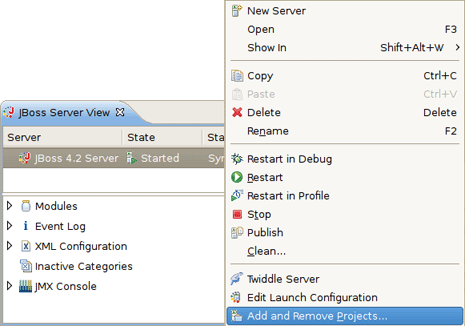 New Server
Open F3
Show In Shift+Alt+W
Copy Ctrl+C
Paste Ctrl+V
Delete Delete
Rename F2
Restart in Debug
Restart
Restart in Profile
Stop
Publish
Clean...
Twiddle Server
Edit Launch Configuration
Add and Remove Projects...
JBoss Server View
Server State Sta
JBoss 4.2 Server Started Syn
Modules
Event Log
XML Configuration
Inactive Categories
JMX Console